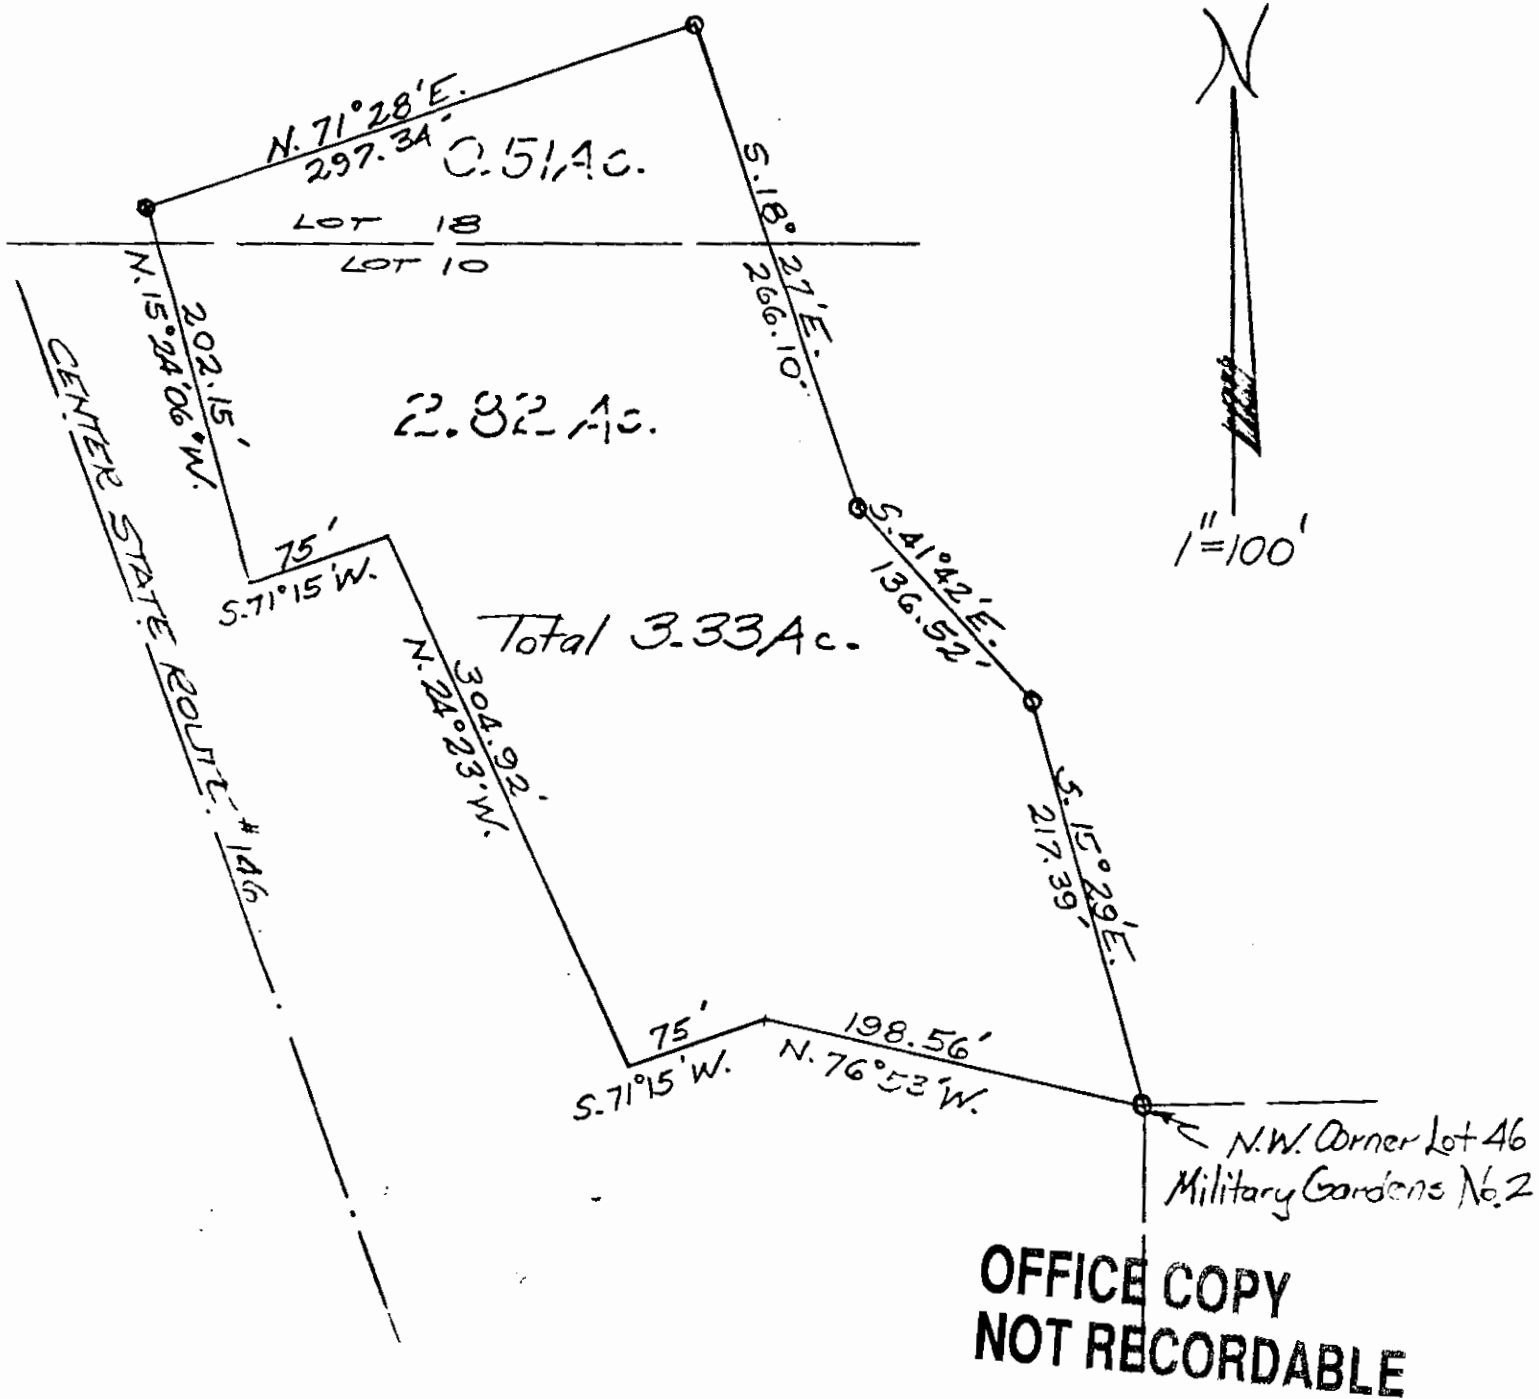 N
N. 71°28'E.
297.34'
0.51 Ac.
LOT 18
LOT 10
S. 18° 27'E.
266.10'
N. 15°24'06"W.
202.15'
2.82 Ac.
1"=100'
CENTER STATE ROUTE #146
75'
S. 71°15'W.
S. 41°42'E.
136.52'
Total 3.33 Ac.
304.92'
N. 24°23'W.
S. 15°29'E.
217.39'
75'
S. 71°15'W.
198.56'
N. 76°53'W.
N.W. Corner Lot 46
Military Gardens No. 2
OFFICE COPY
NOT RECORDABLE